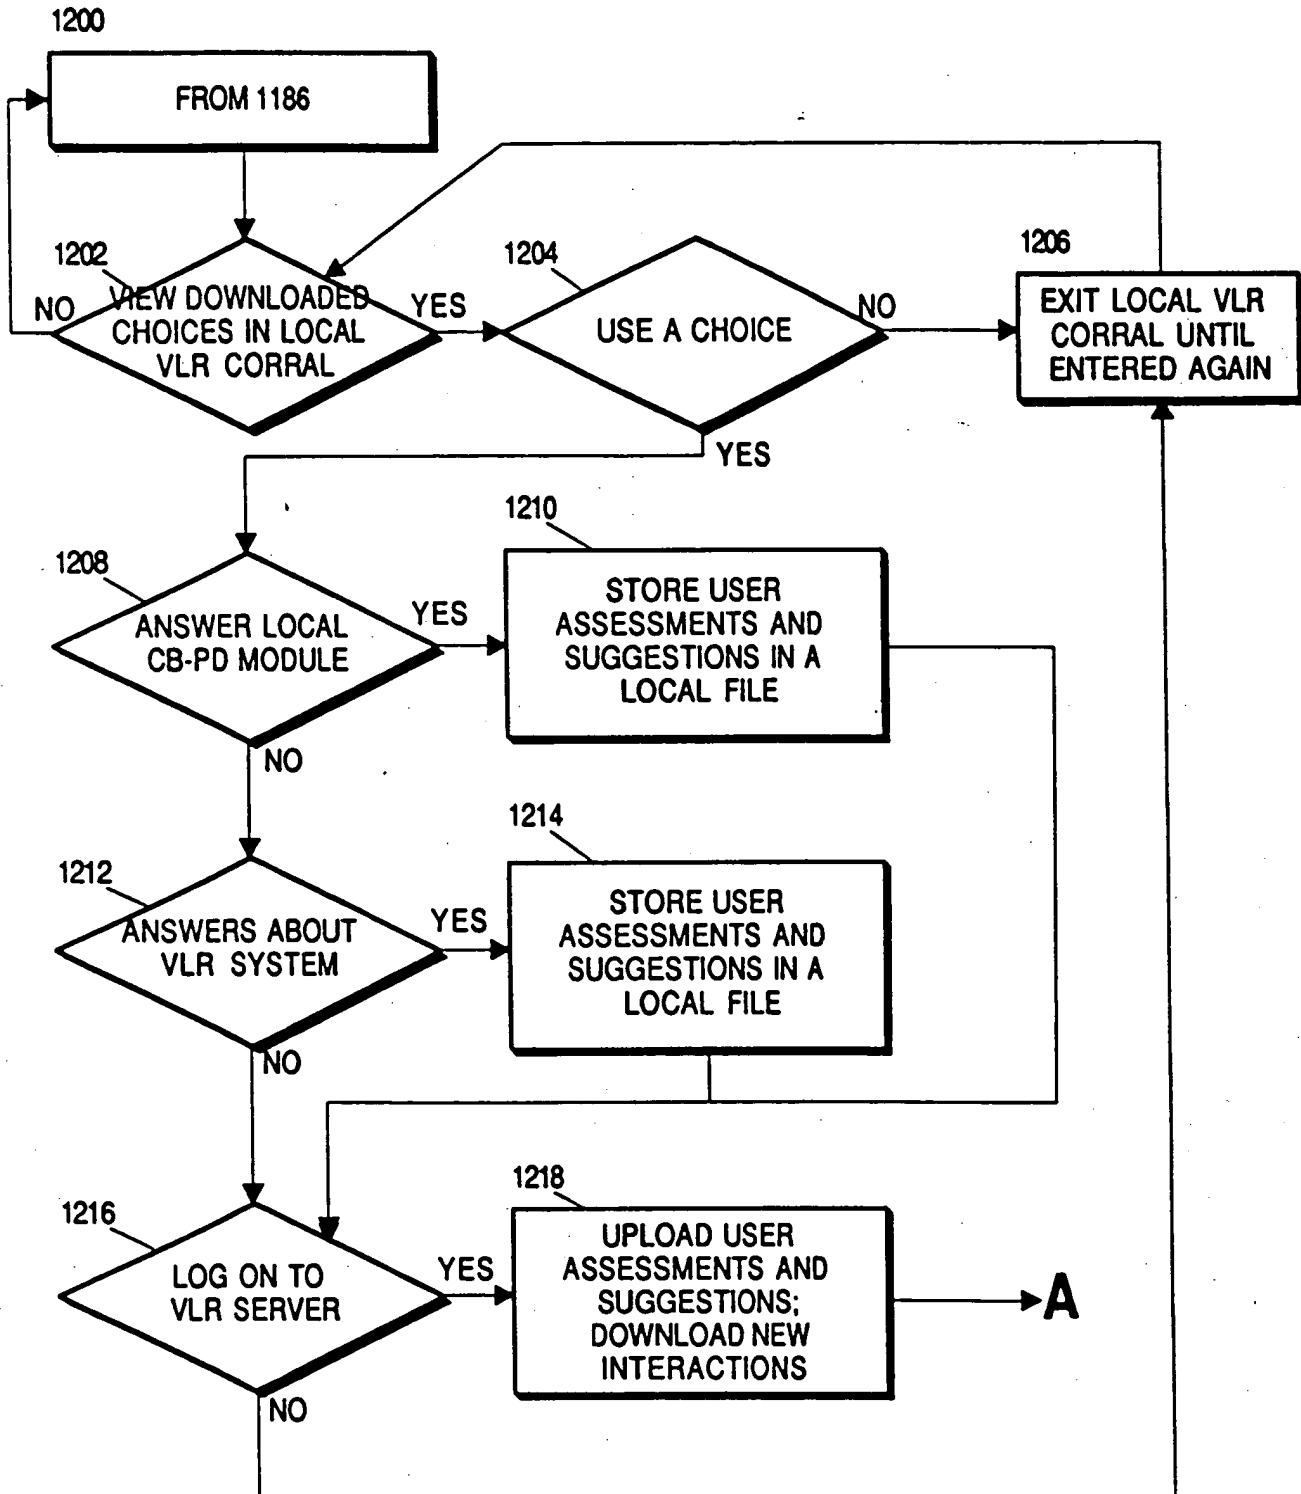 1200
FROM 1186
1202
NO
VIEW DOWNLOADED
CHOICES IN LOCAL
VLR CORRAL
YES
1204
USE A CHOICE
NO
YES
1206
EXIT LOCAL VLR
CORRAL UNTIL
ENTERED AGAIN
1208
ANSWER LOCAL
CB-PD MODULE
YES
NO
1210
STORE USER
ASSESSMENTS AND
SUGGESTIONS IN A
LOCAL FILE
1212
ANSWERS ABOUT
VLR SYSTEM
YES
NO
1214
STORE USER
ASSESSMENTS AND
SUGGESTIONS IN A
LOCAL FILE
1216
LOG ON TO
VLR SERVER
YES
NO
1218
UPLOAD USER
ASSESSMENTS AND
SUGGESTIONS;
DOWNLOAD NEW
INTERACTIONS
A